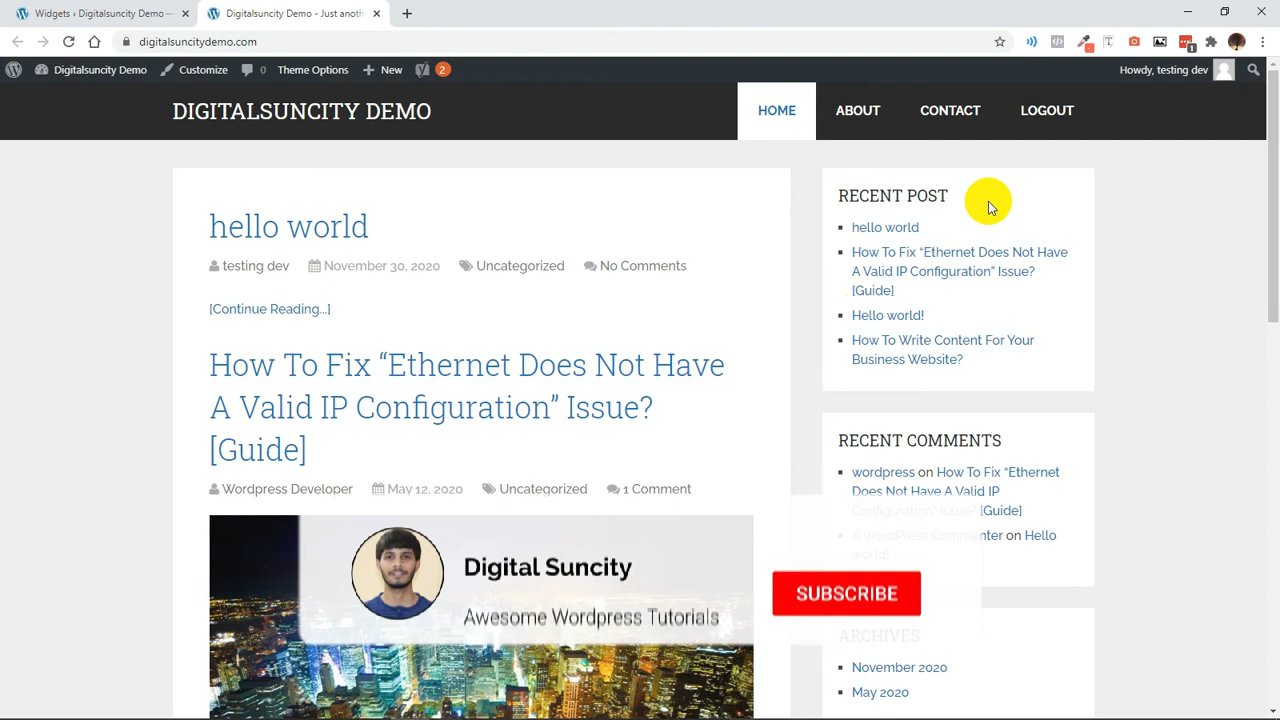 Widgets ‹ Digitalsuncity Demo —
Digitalsuncity Demo - Just anoth
digitalsuncitydemo.com
1
Digitalsuncity Demo
Customize
0
Theme Options
New
2
Howdy, testing dev
DIGITALSUNCITY DEMO
HOME
ABOUT
CONTACT
LOGOUT
hello world
testing dev
November 30, 2020
Uncategorized
No Comments
[Continue Reading...]
How To Fix “Ethernet Does Not Have
A Valid IP Configuration” Issue?
[Guide]
Wordpress Developer
May 12, 2020
Uncategorized
1 Comment
Digital Suncity
Awesome Wordpress Tutorials
SUBSCRIBE
RECENT POST
hello world
How To Fix “Ethernet Does Not Have
A Valid IP Configuration” Issue?
[Guide]
Hello world!
How To Write Content For Your
Business Website?
RECENT COMMENTS
wordpress on How To Fix “Ethernet
Does Not Have A Valid IP
Configuration” Issue? [Guide]
A WordPress Commenter on Hello
world!
ARCHIVES
November 2020
May 2020